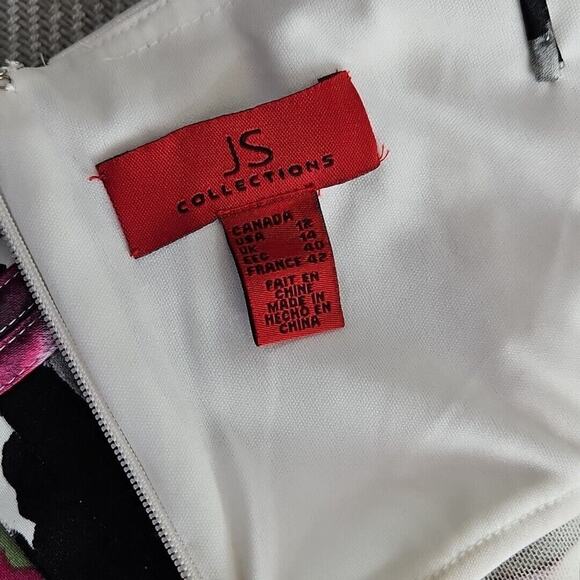 JS
COLLECTIONS
CANADA
USA 12
UK 14
EEC 40
FRANCE 42
FAIT EN
CHINE
MADE IN
HECHO EN
CHINA